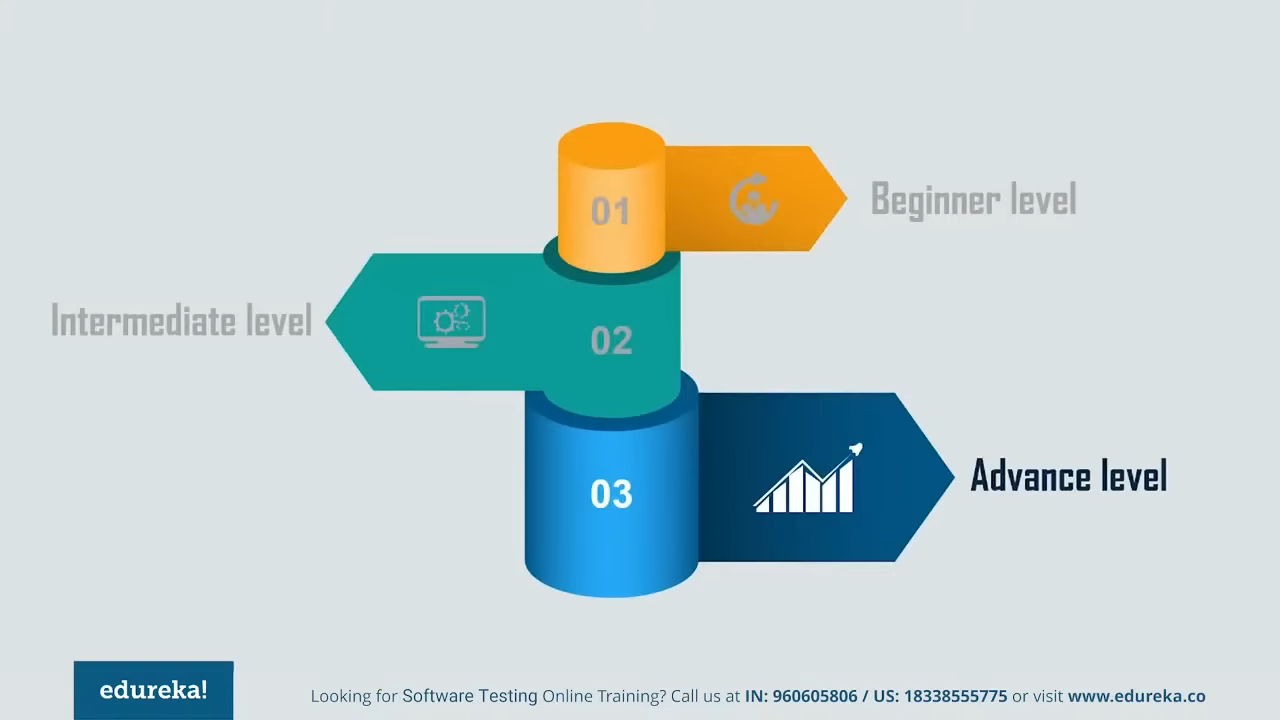 01
Beginner level
Intermediate level
02
03
Advance level
edureka!
Looking for Software Testing Online Training? Call us at IN: 960605806 / US: 18338555775 or visit www.edureka.co